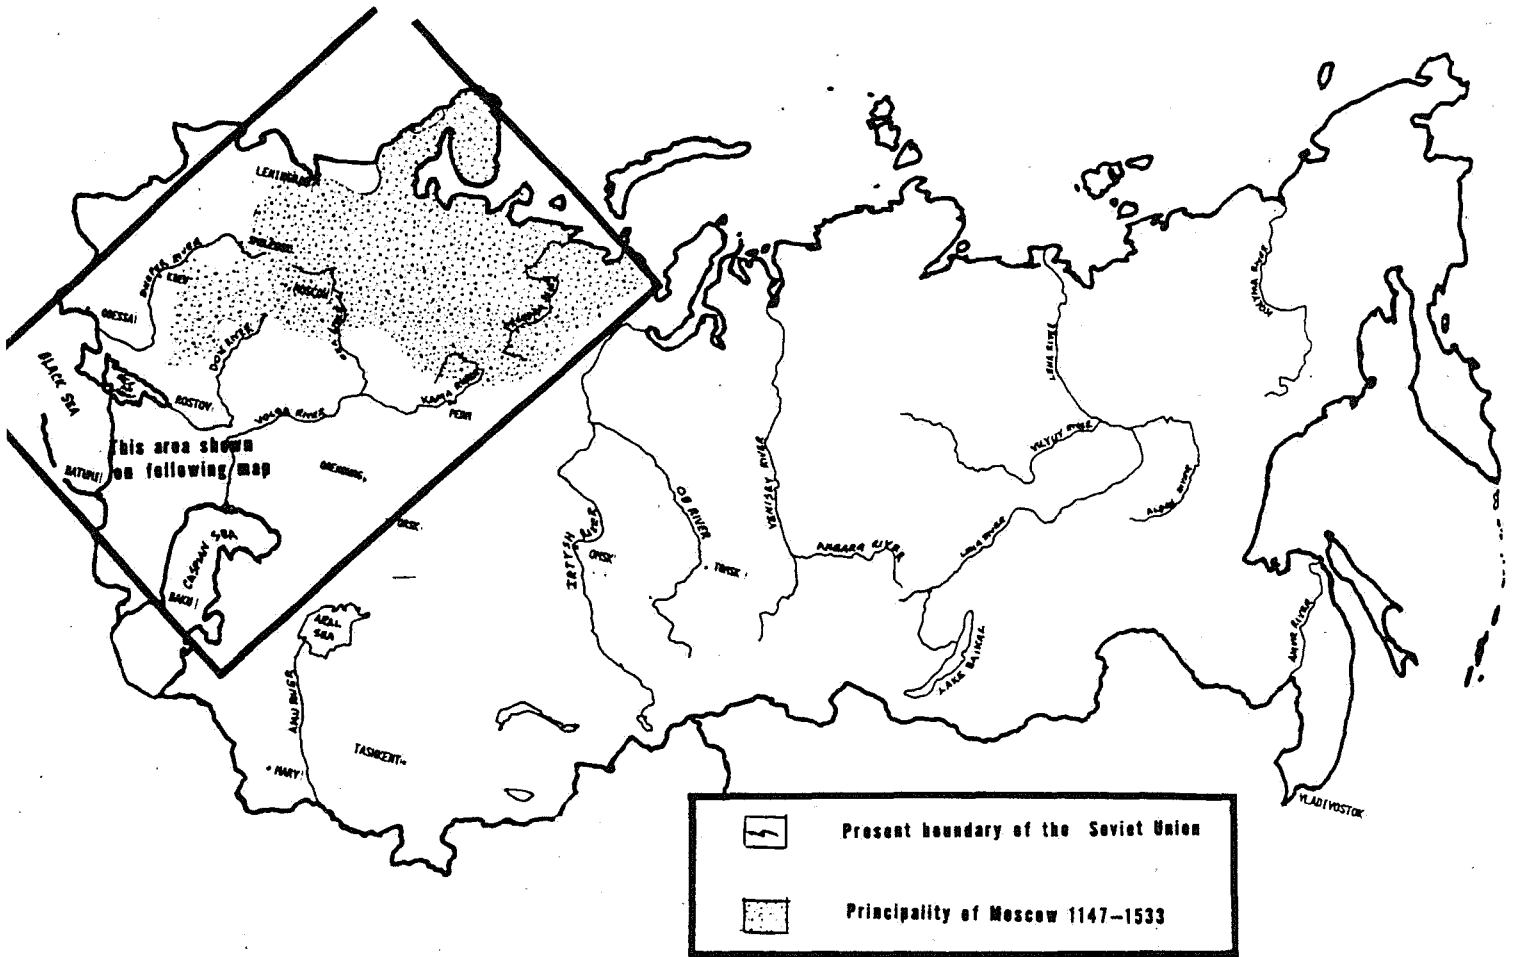 LENINGRAD
DNEPER RIVER
KIEV
MOSCOW
ODESSA
DON RIVER
BLACK SEA
ROSTOV
VOLGA RIVER
KAMA RIVER
PERM
This area shown
on following map
BATUMI
ORENBURG
ORSK
CASPIAN SEA
BAKU
ARAL
SEA
AMU RIVER
MARY
TASHKENT
IRTYSH RIVER
OMSK
OB RIVER
TOMSK
YENISEY RIVER
ANGARA RIVER
LENA RIVER
VILYUY RIVER
LENA RIVER
ALDAN RIVER
KOLYMA RIVER
LAKE BAIKAL
AMUR RIVER
VLADIVOSTOK
Present boundary of the Soviet Union
Principality of Moscow 1147–1533